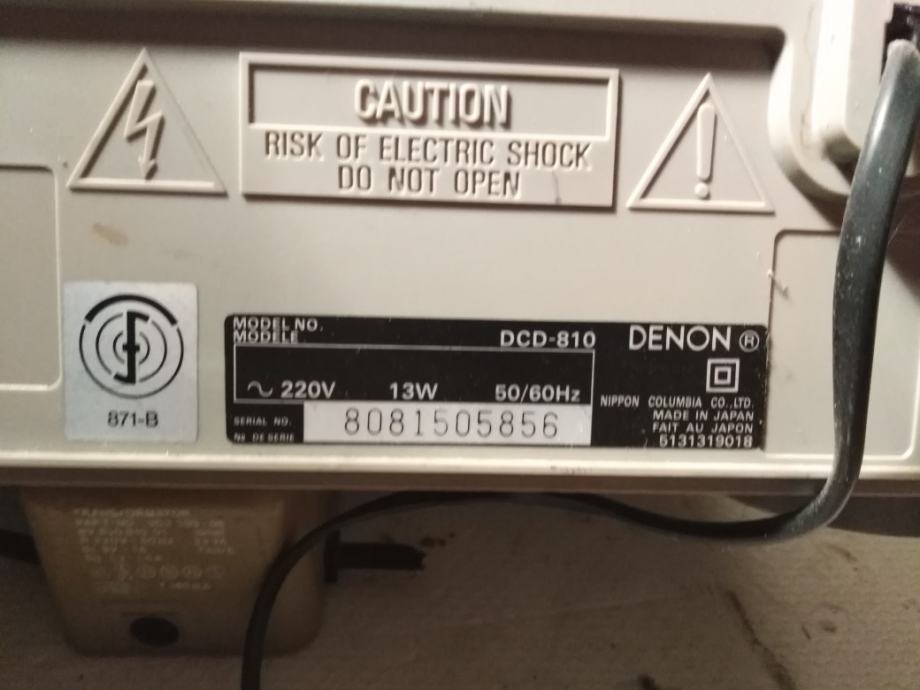 CAUTION
RISK OF ELECTRIC SHOCK
DO NOT OPEN
871-B
MODEL NO.
MODELE
DCD-810
DENON ®
~ 220V 13W 50/60Hz
NIPPON COLUMBIA CO.,LTD.
MADE IN JAPAN
FAIT AU JAPON
5131319018
SERIAL NO.
No DE SERIE
8081505856